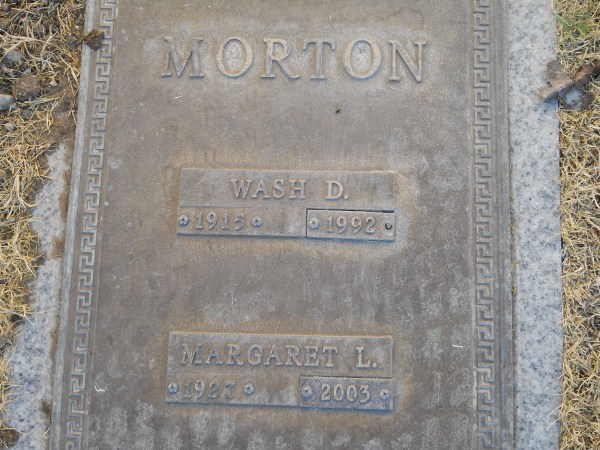 MORTON
WASH D.
1915 1992
MARGARET L.
1927 2003